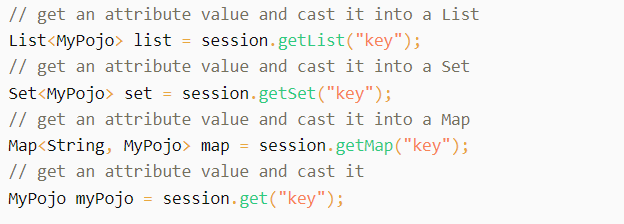 // get an attribute value and cast it into a List
List<MyPojo> list = session.getList("key");
// get an attribute value and cast it into a Set
Set<MyPojo> set = session.getSet("key");
// get an attribute value and cast it into a Map
Map<String, MyPojo> map = session.getMap("key");
// get an attribute value and cast it
MyPojo myPojo = session.get("key");